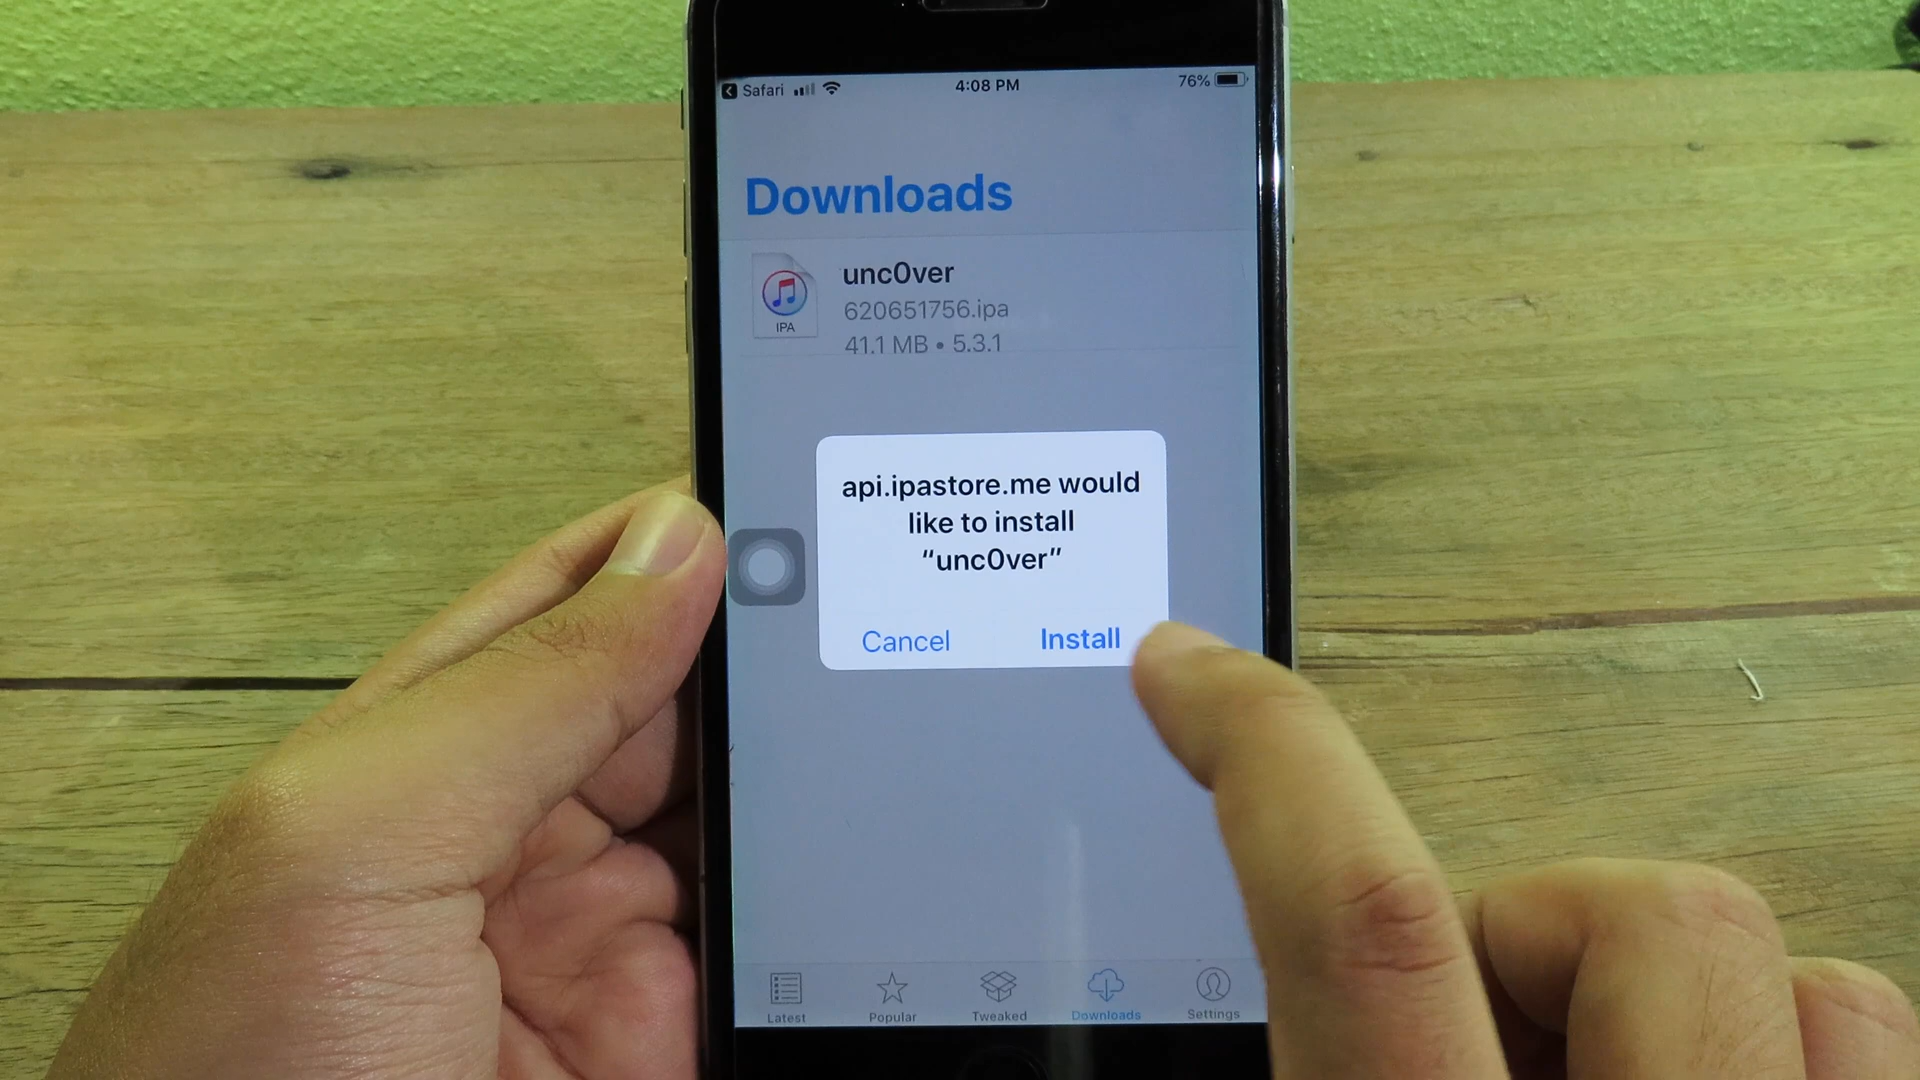 Safari 4:08 PM 76%
Downloads
unc0ver
620651756.ipa
41.1 MB • 5.3.1
IPA
api.ipastore.me would
like to install
“unc0ver”
Cancel Install
Latest Popular Tweaked Downloads Settings